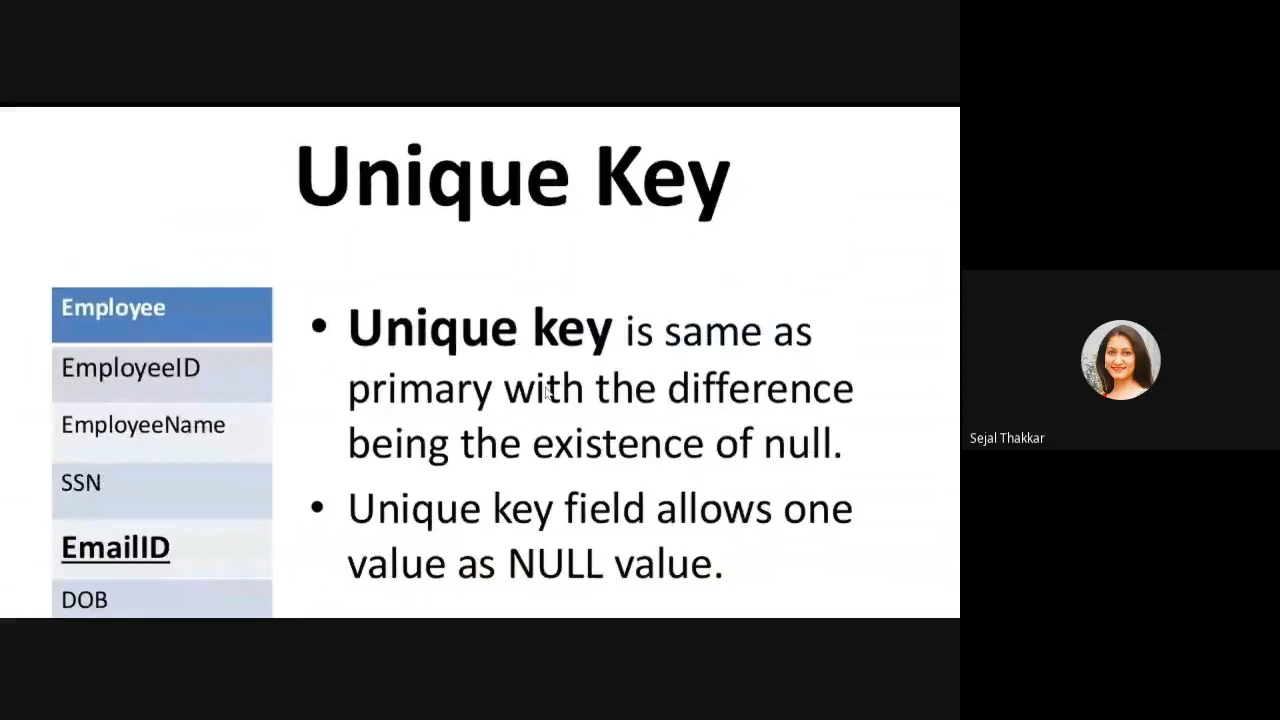 Unique Key
Employee
EmployeeID
EmployeeName
SSN
EmailID
DOB
• Unique key is same as
primary with the difference
being the existence of null.
• Unique key field allows one
value as NULL value.
Sejal Thakkar